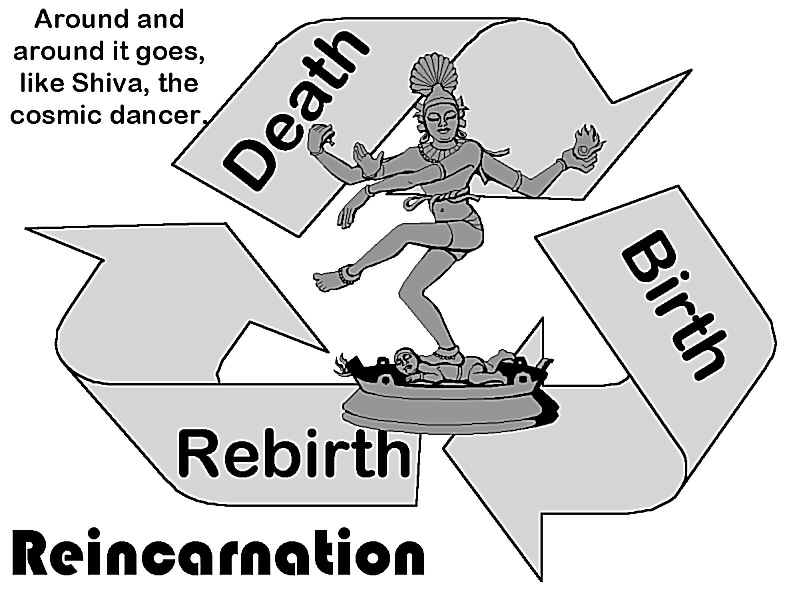 Around and
around it goes,
like Shiva, the
cosmic dancer.
Death
Birth
Rebirth
Reincarnation